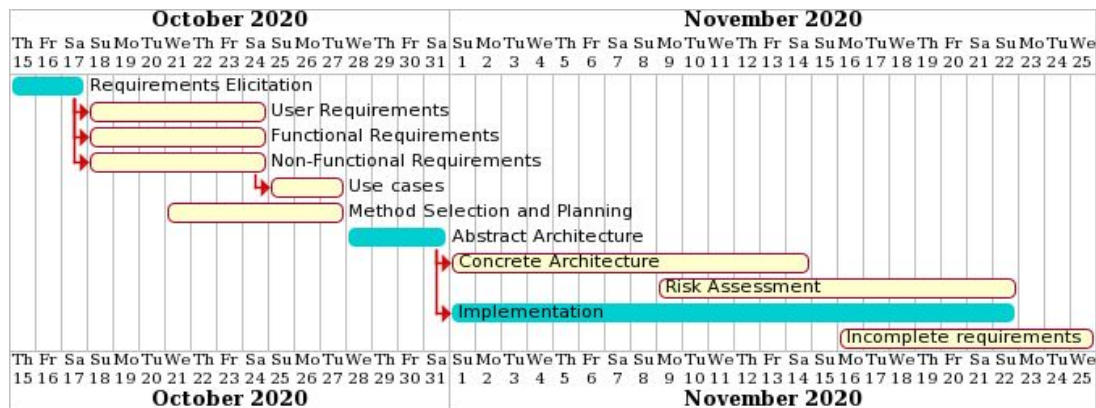 October 2020 November 2020
Th Fr Sa Su Mo Tu We Th Fr Sa Su Mo Tu We Th Fr Sa Su Mo Tu We Th Fr Sa Su Mo Tu We Th Fr Sa Su Mo Tu We Th Fr Sa Su Mo Tu We
15 16 17 18 19 20 21 22 23 24 25 26 27 28 29 30 31 1 2 3 4 5 6 7 8 9 10 11 12 13 14 15 16 17 18 19 20 21 22 23 24 25
Requirements Elicitation
User Requirements
Functional Requirements
Non-Functional Requirements
Use cases
Method Selection and Planning
Abstract Architecture
Concrete Architecture
Risk Assessment
Implementation
Incomplete requirements
Th Fr Sa Su Mo Tu We Th Fr Sa Su Mo Tu We Th Fr Sa Su Mo Tu We Th Fr Sa Su Mo Tu We Th Fr Sa Su Mo Tu We Th Fr Sa Su Mo Tu We
15 16 17 18 19 20 21 22 23 24 25 26 27 28 29 30 31 1 2 3 4 5 6 7 8 9 10 11 12 13 14 15 16 17 18 19 20 21 22 23 24 25
October 2020 November 2020